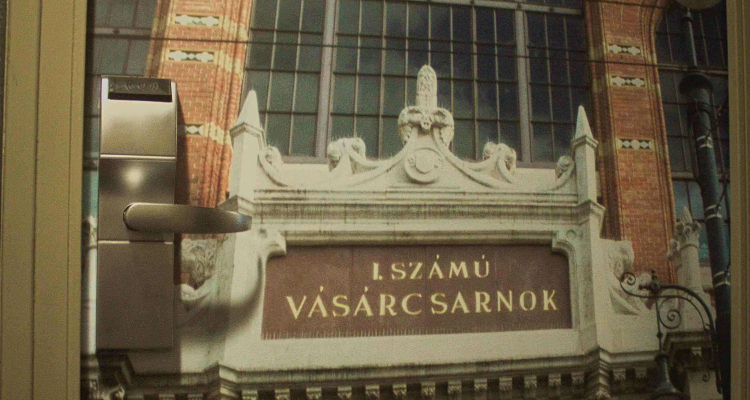 I. SZÁMÚ
VÁSÁRCSARNOK